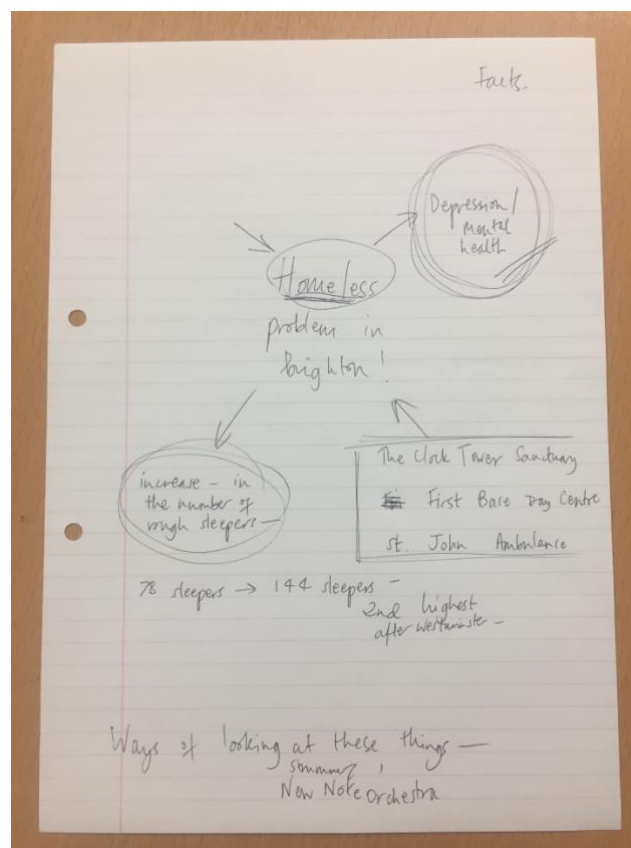 Facts.
Depression/
Mental
health
Homeless
problem in
brighton!
increase - in
the number of
rough sleepers -
The Clock Tower Sanctuary
First Base Day Centre
St. John Ambulance
78 sleepers → 144 sleepers -
2nd highest
after westminster -
Ways of looking at these things -
New Note Orchestra